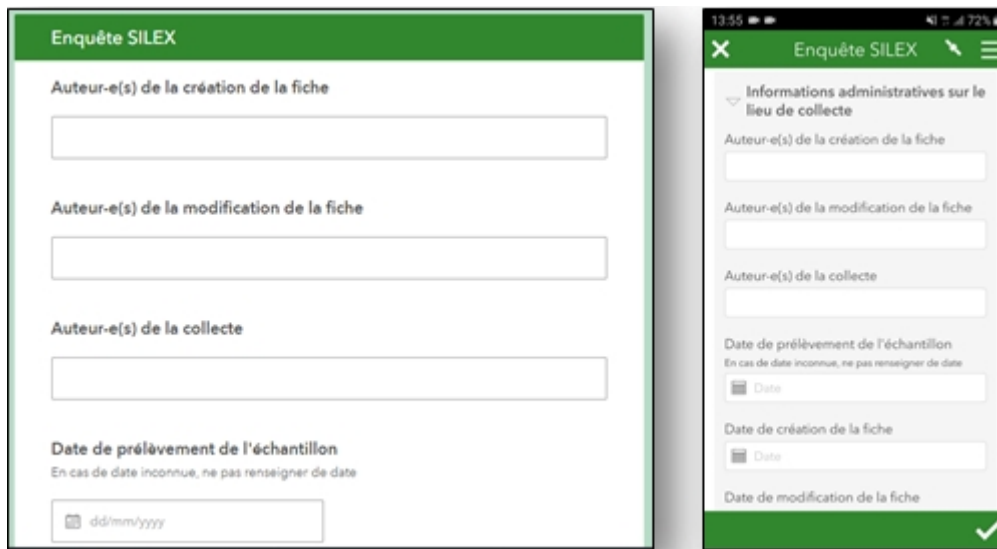 Enquête SILEX
Auteur-e(s) de la création de la fiche
Auteur-e(s) de la modification de la fiche
Auteur-e(s) de la collecte
Date de prélèvement de l'échantillon
En cas de date inconnue, ne pas renseigner de date
dd/mm/yyyy
13:55
72%
Enquête SILEX
Informations administratives sur le
lieu de collecte
Auteur-e(s) de la création de la fiche
Auteur-e(s) de la modification de la fiche
Auteur-e(s) de la collecte
Date de prélèvement de l'échantillon
En cas de date inconnue, ne pas renseigner de date
Date
Date de création de la fiche
Date
Date de modification de la fiche